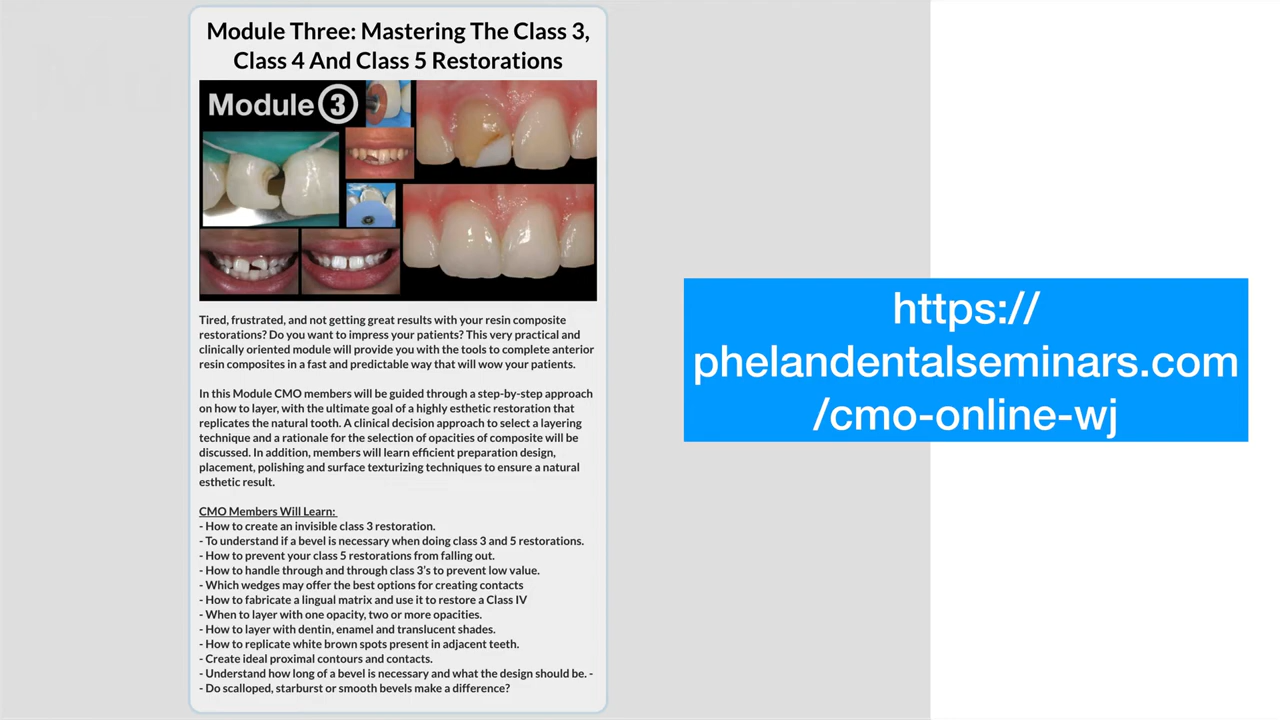 Module Three: Mastering The Class 3,
Class 4 And Class 5 Restorations
Module 3
Tired, frustrated, and not getting great results with your resin composite
restorations? Do you want to impress your patients? This very practical and
clinically oriented module will provide you with the tools to complete anterior
resin composites in a fast and predictable way that will wow your patients.
In this Module CMO members will be guided through a step-by-step approach
on how to layer, with the ultimate goal of a highly esthetic restoration that
replicates the natural tooth. A clinical decision approach to select a layering
technique and a rationale for the selection of opacities of composite will be
discussed. In addition, members will learn efficient preparation design,
placement, polishing and surface texturizing techniques to ensure a natural
esthetic result.
CMO Members Will Learn:
- How to create an invisible class 3 restoration.
- To understand if a bevel is necessary when doing class 3 and 5 restorations.
- How to prevent your class 5 restorations from falling out.
- How to handle through and through class 3's to prevent low value.
- Which wedges may offer the best options for creating contacts
- How to fabricate a lingual matrix and use it to restore a Class IV
- When to layer with one opacity, two or more opacities.
- How to layer with dentin, enamel and translucent shades.
- How to replicate white brown spots present in adjacent teeth.
- Create ideal proximal contours and contacts.
- Understand how long of a bevel is necessary and what the design should be. -
- Do scalloped, starburst or smooth bevels make a difference?
https://
phelandentalseminars.com
/cmo-online-wj